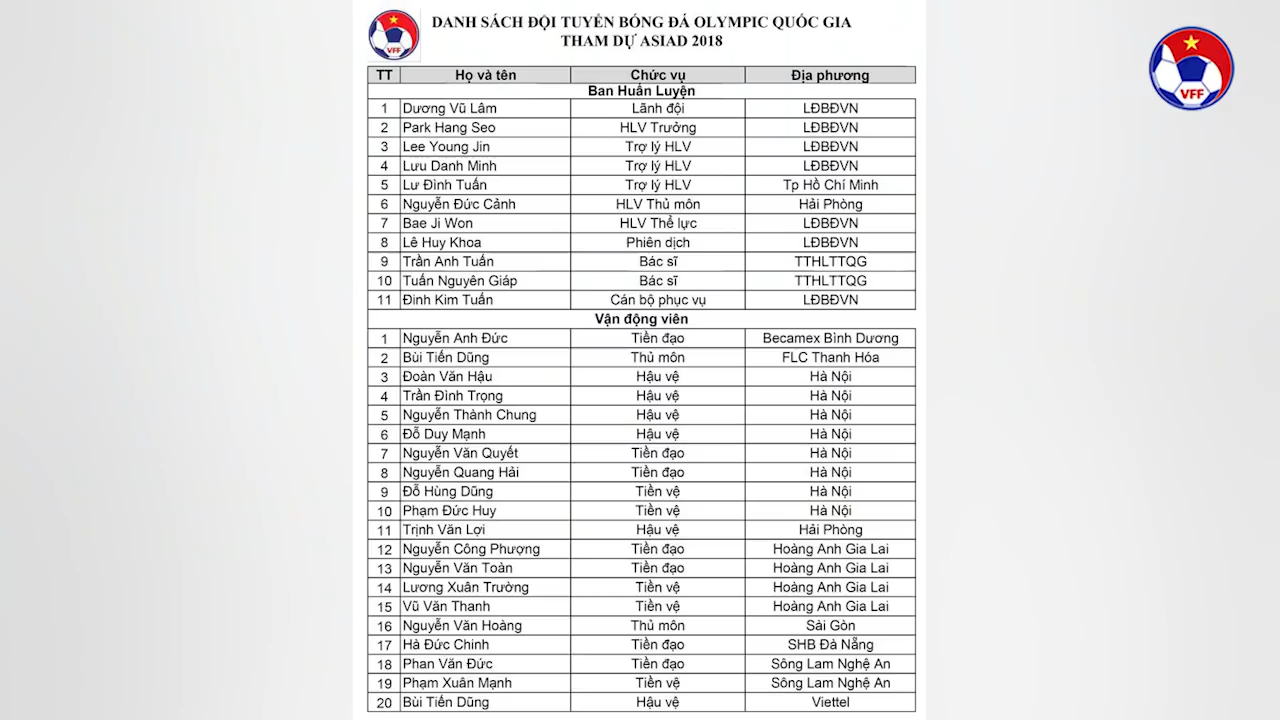 DANH SÁCH ĐỘI TUYỂN BÓNG ĐÁ OLYMPIC QUỐC GIA
THAM DỰ ASIAD 2018
VFF
VFF
TT Họ và tên Chức vụ Địa phương
Ban Huấn Luyện
1 Dương Vũ Lâm Lãnh đội LĐBĐVN
2 Park Hang Seo HLV Trưởng LĐBĐVN
3 Lee Young Jin Trợ lý HLV LĐBĐVN
4 Lưu Danh Minh Trợ lý HLV LĐBĐVN
5 Lư Đình Tuấn Trợ lý HLV Tp Hồ Chí Minh
6 Nguyễn Đức Cảnh HLV Thủ môn Hải Phòng
7 Bae Ji Won HLV Thể lực LĐBĐVN
8 Lê Huy Khoa Phiên dịch LĐBĐVN
9 Trần Anh Tuấn Bác sĩ TTHLTTQG
10 Tuấn Nguyên Giáp Bác sĩ TTHLTTQG
11 Đinh Kim Tuấn Cán bộ phục vụ LĐBĐVN
Vận động viên
1 Nguyễn Anh Đức Tiền đạo Becamex Bình Dương
2 Bùi Tiến Dũng Thủ môn FLC Thanh Hóa
3 Đoàn Văn Hậu Hậu vệ Hà Nội
4 Trần Đình Trọng Hậu vệ Hà Nội
5 Nguyễn Thành Chung Hậu vệ Hà Nội
6 Đỗ Duy Mạnh Hậu vệ Hà Nội
7 Nguyễn Văn Quyết Tiền đạo Hà Nội
8 Nguyễn Quang Hải Tiền đạo Hà Nội
9 Đỗ Hùng Dũng Tiền vệ Hà Nội
10 Phạm Đức Huy Tiền vệ Hà Nội
11 Trịnh Văn Lợi Hậu vệ Hải Phòng
12 Nguyễn Công Phượng Tiền đạo Hoàng Anh Gia Lai
13 Nguyễn Văn Toàn Tiền đạo Hoàng Anh Gia Lai
14 Lương Xuân Trường Tiền vệ Hoàng Anh Gia Lai
15 Vũ Văn Thanh Tiền vệ Hoàng Anh Gia Lai
16 Nguyễn Văn Hoàng Thủ môn Sài Gòn
17 Hà Đức Chinh Tiền đạo SHB Đà Nẵng
18 Phan Văn Đức Tiền đạo Sông Lam Nghệ An
19 Phạm Xuân Mạnh Tiền vệ Sông Lam Nghệ An
20 Bùi Tiến Dũng Hậu vệ Viettel